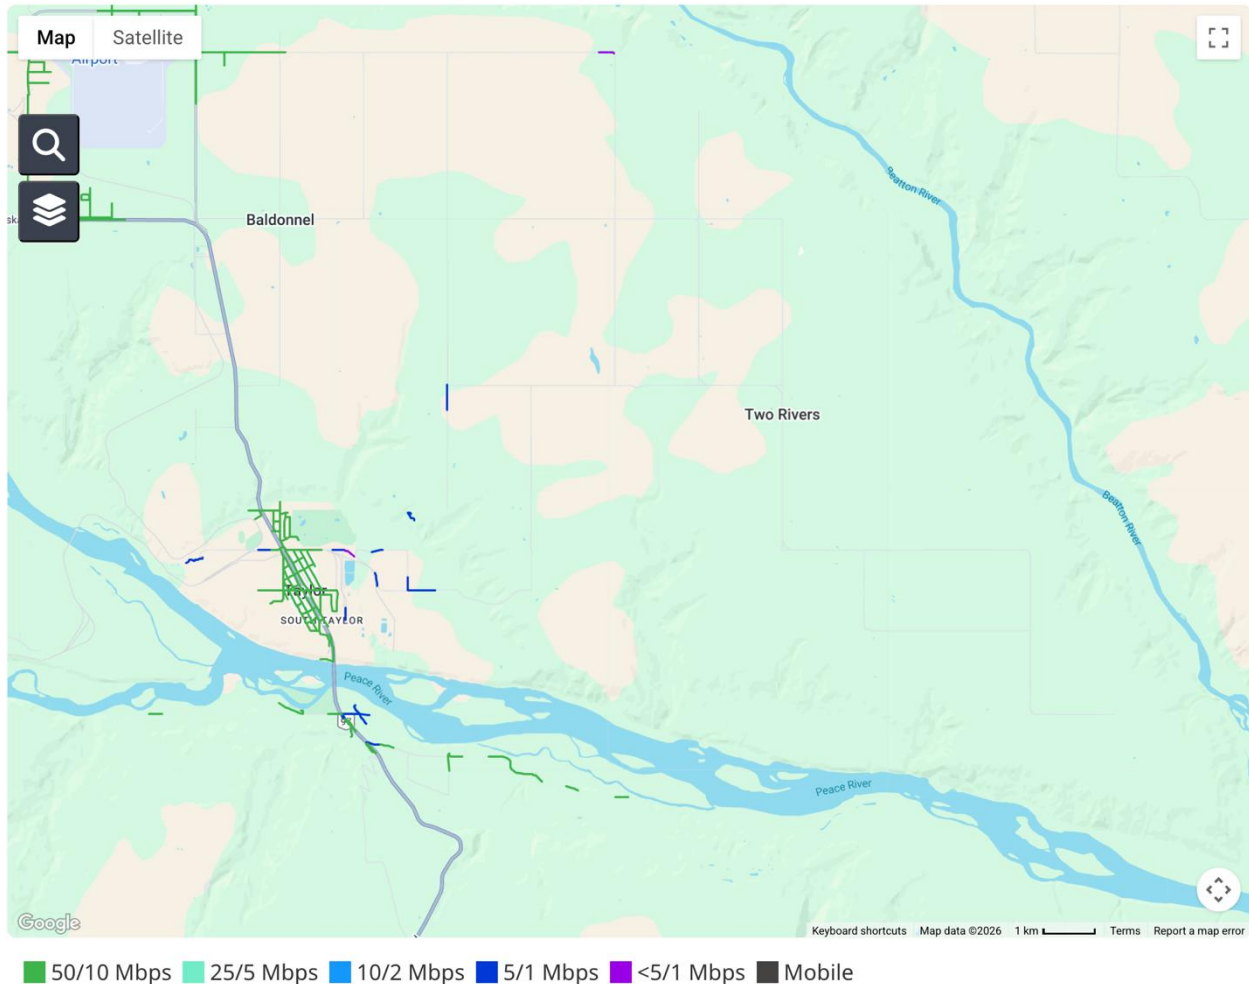 Map Satellite
Airport
Baldonnel
Beatton River
Two Rivers
Beatton River
Taylor
SOUTH TAYLOR
Peace River
97
Peace River
Google
Keyboard shortcuts Map data ©2026 1 km Terms Report a map error
50/10 Mbps 25/5 Mbps 10/2 Mbps 5/1 Mbps <5/1 Mbps Mobile